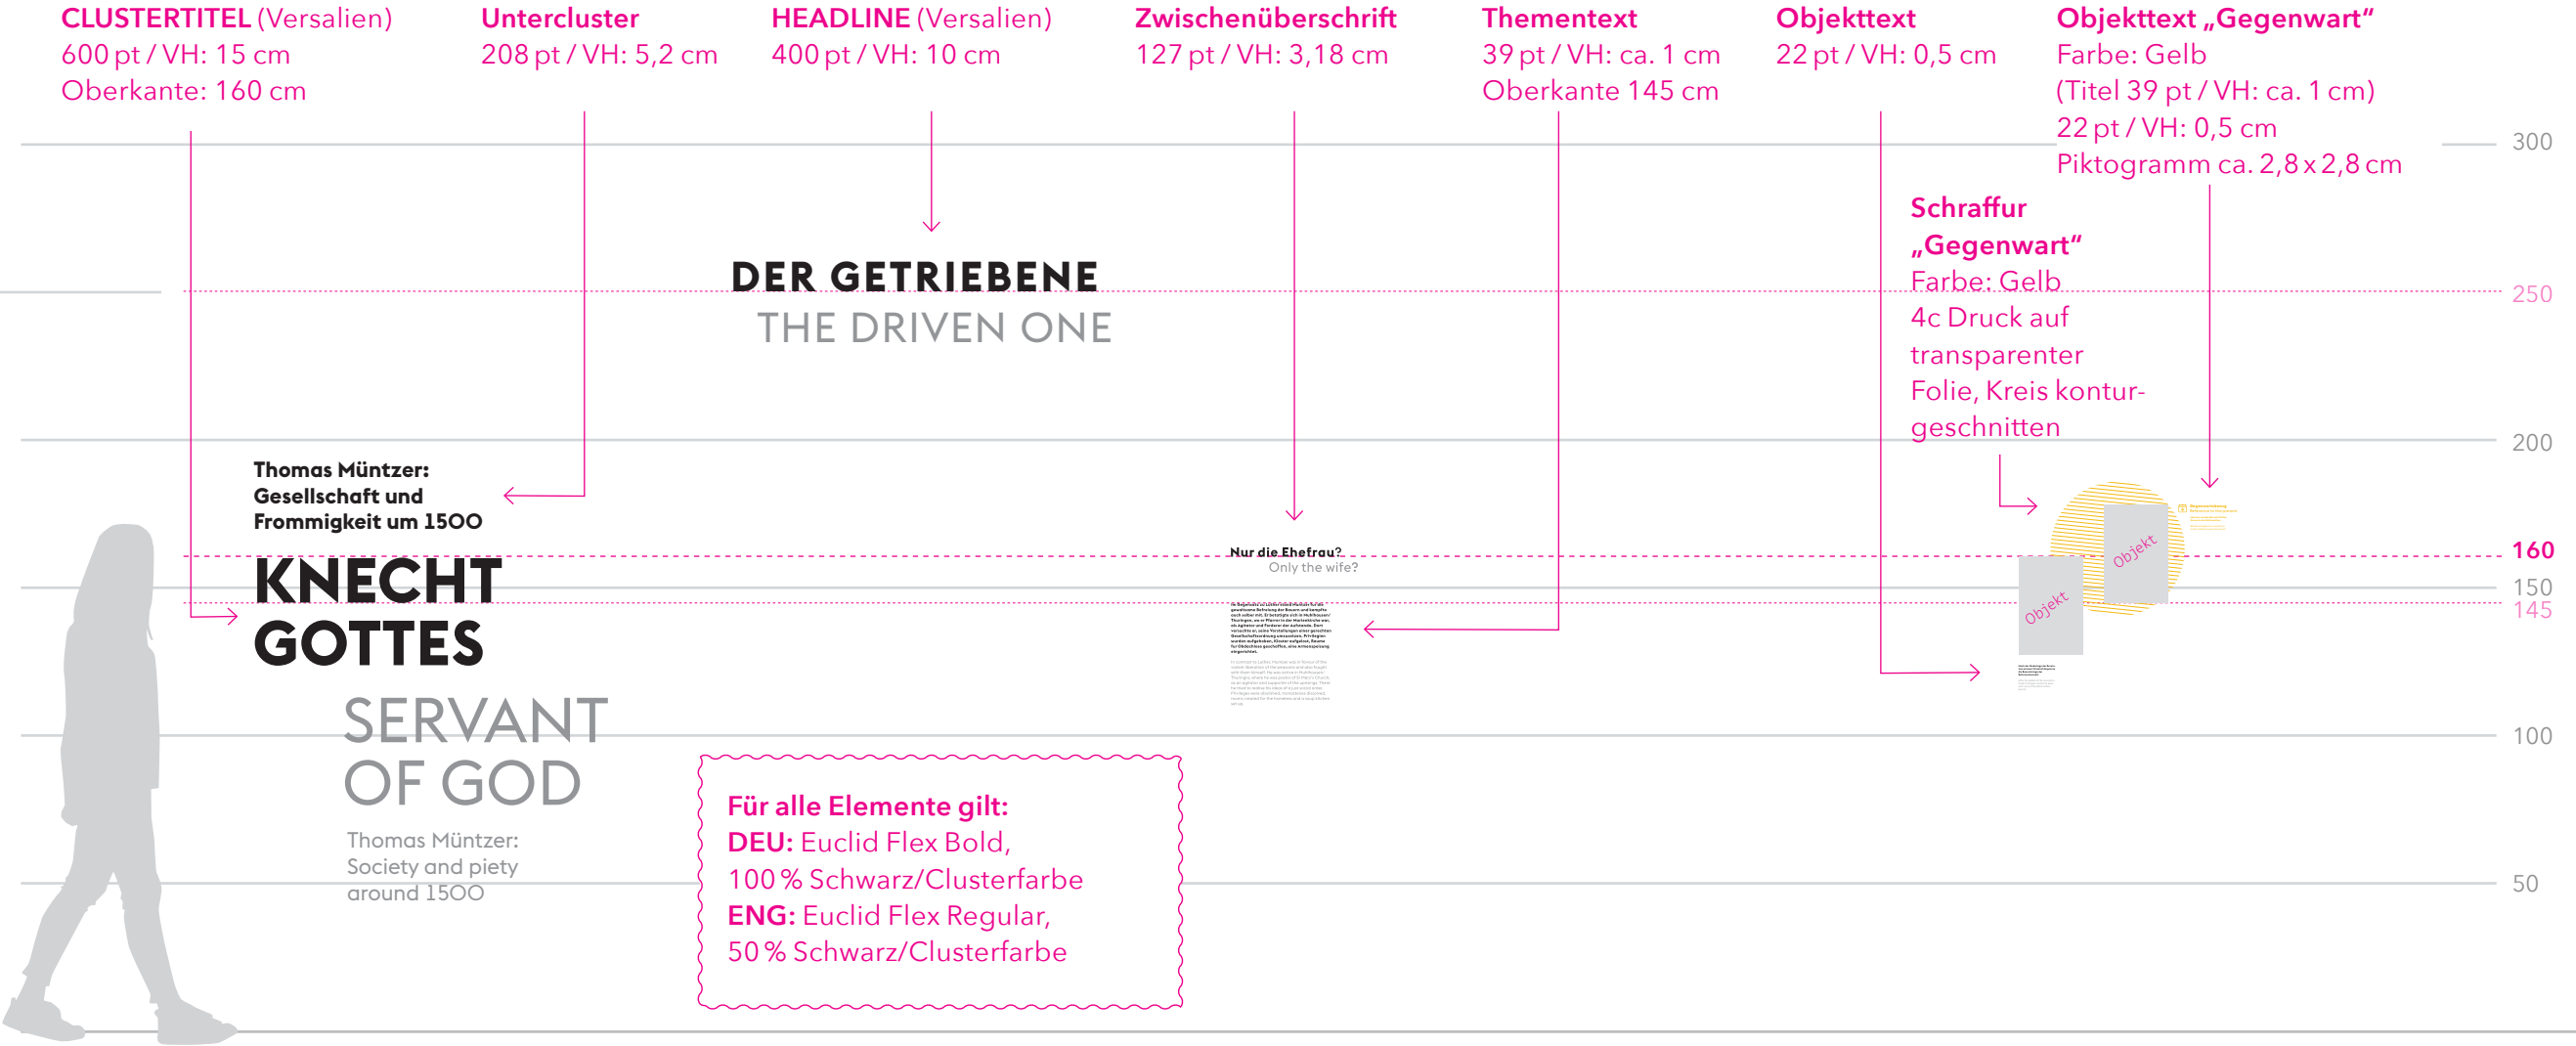 CLUSTERTITEL (Versalien)
600 pt / VH: 15 cm
Oberkante: 160 cm
Untercluster
208 pt / VH: 5,2 cm
HEADLINE (Versalien)
400 pt / VH: 10 cm
Zwischenüberschrift
127 pt / VH: 3,18 cm
Thementext
39 pt / VH: ca. 1 cm
Oberkante 145 cm
Objekttext
22 pt / VH: 0,5 cm
Objekttext „Gegenwart“
Farbe: Gelb
(Titel 39 pt / VH: ca. 1 cm)
22 pt / VH: 0,5 cm
Piktogramm ca. 2,8 x 2,8 cm
Schraffur
„Gegenwart“
Farbe: Gelb
4c Druck auf
transparenter
Folie, Kreis kontur-
geschnitten
300
250
200
160
150
145
100
50
DER GETRIEBENE
THE DRIVEN ONE
Thomas Müntzer:
Gesellschaft und
Frommigkeit um 1500
KNECHT
GOTTES
SERVANT
OF GOD
Thomas Müntzer:
Society and piety
around 1500
Nur die Ehefrau?
Only the wife?
Objekt
Objekt
Für alle Elemente gilt:
DEU: Euclid Flex Bold,
100 % Schwarz/Clusterfarbe
ENG: Euclid Flex Regular,
50 % Schwarz/Clusterfarbe